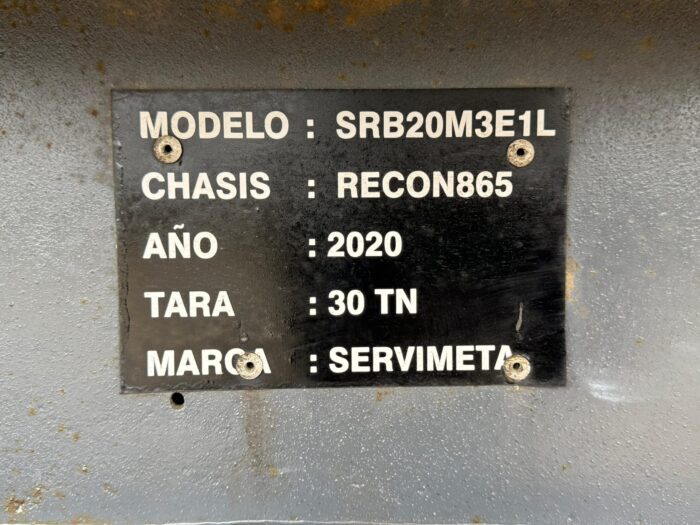 MODELO : SRB20M3E1L
CHASIS : RECON865
AÑO : 2020
TARA : 30 TN
MARCA : SERVIMETA